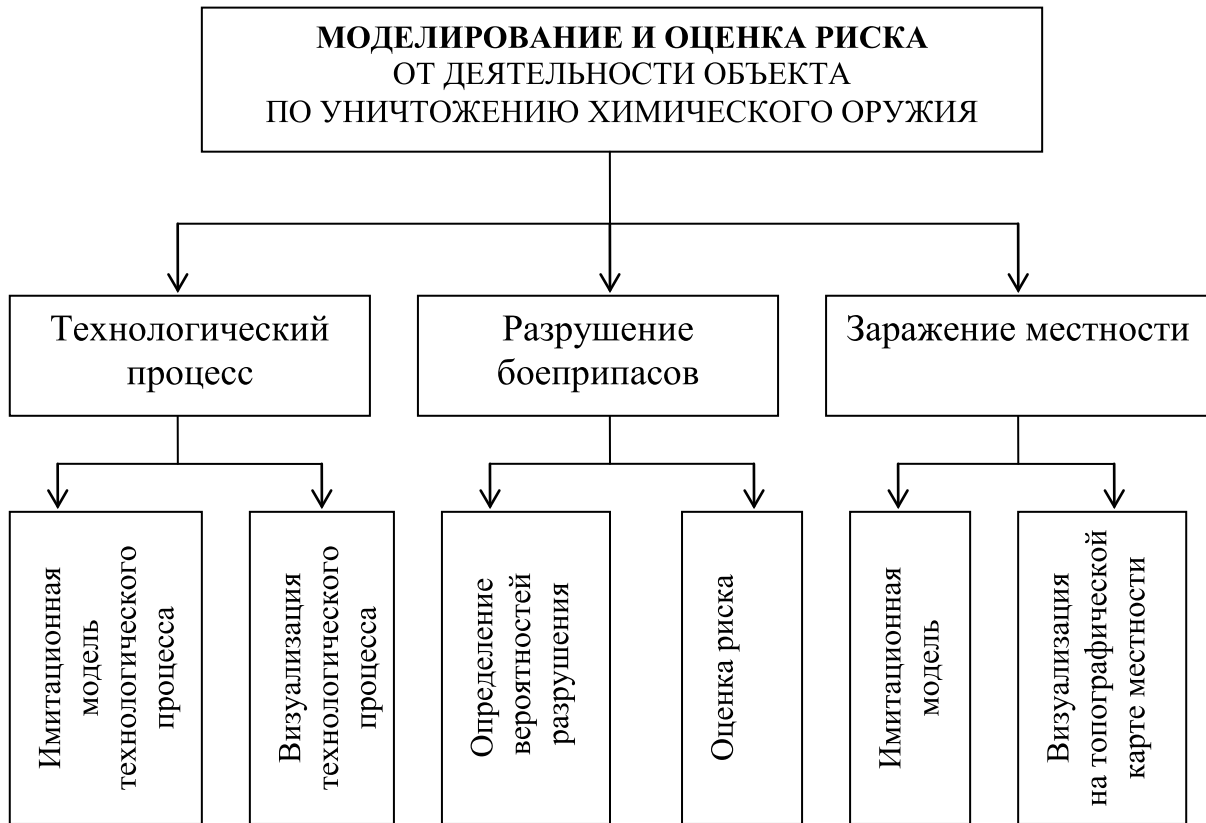 МОДЕЛИРОВАНИЕ И ОЦЕНКА РИСКА
ОТ ДЕЯТЕЛЬНОСТИ ОБЪЕКТА
ПО УНИЧТОЖЕНИЮ ХИМИЧЕСКОГО ОРУЖИЯ
Технологический
процесс
Разрушение
боеприпасов
Заражение местности
Имитационная
модель
технологического
процесса
Визуализация
технологического
процесса
Определение
вероятностей
разрушения
Оценка риска
Имитационная
модель
Визуализация
на топографической
карте местности